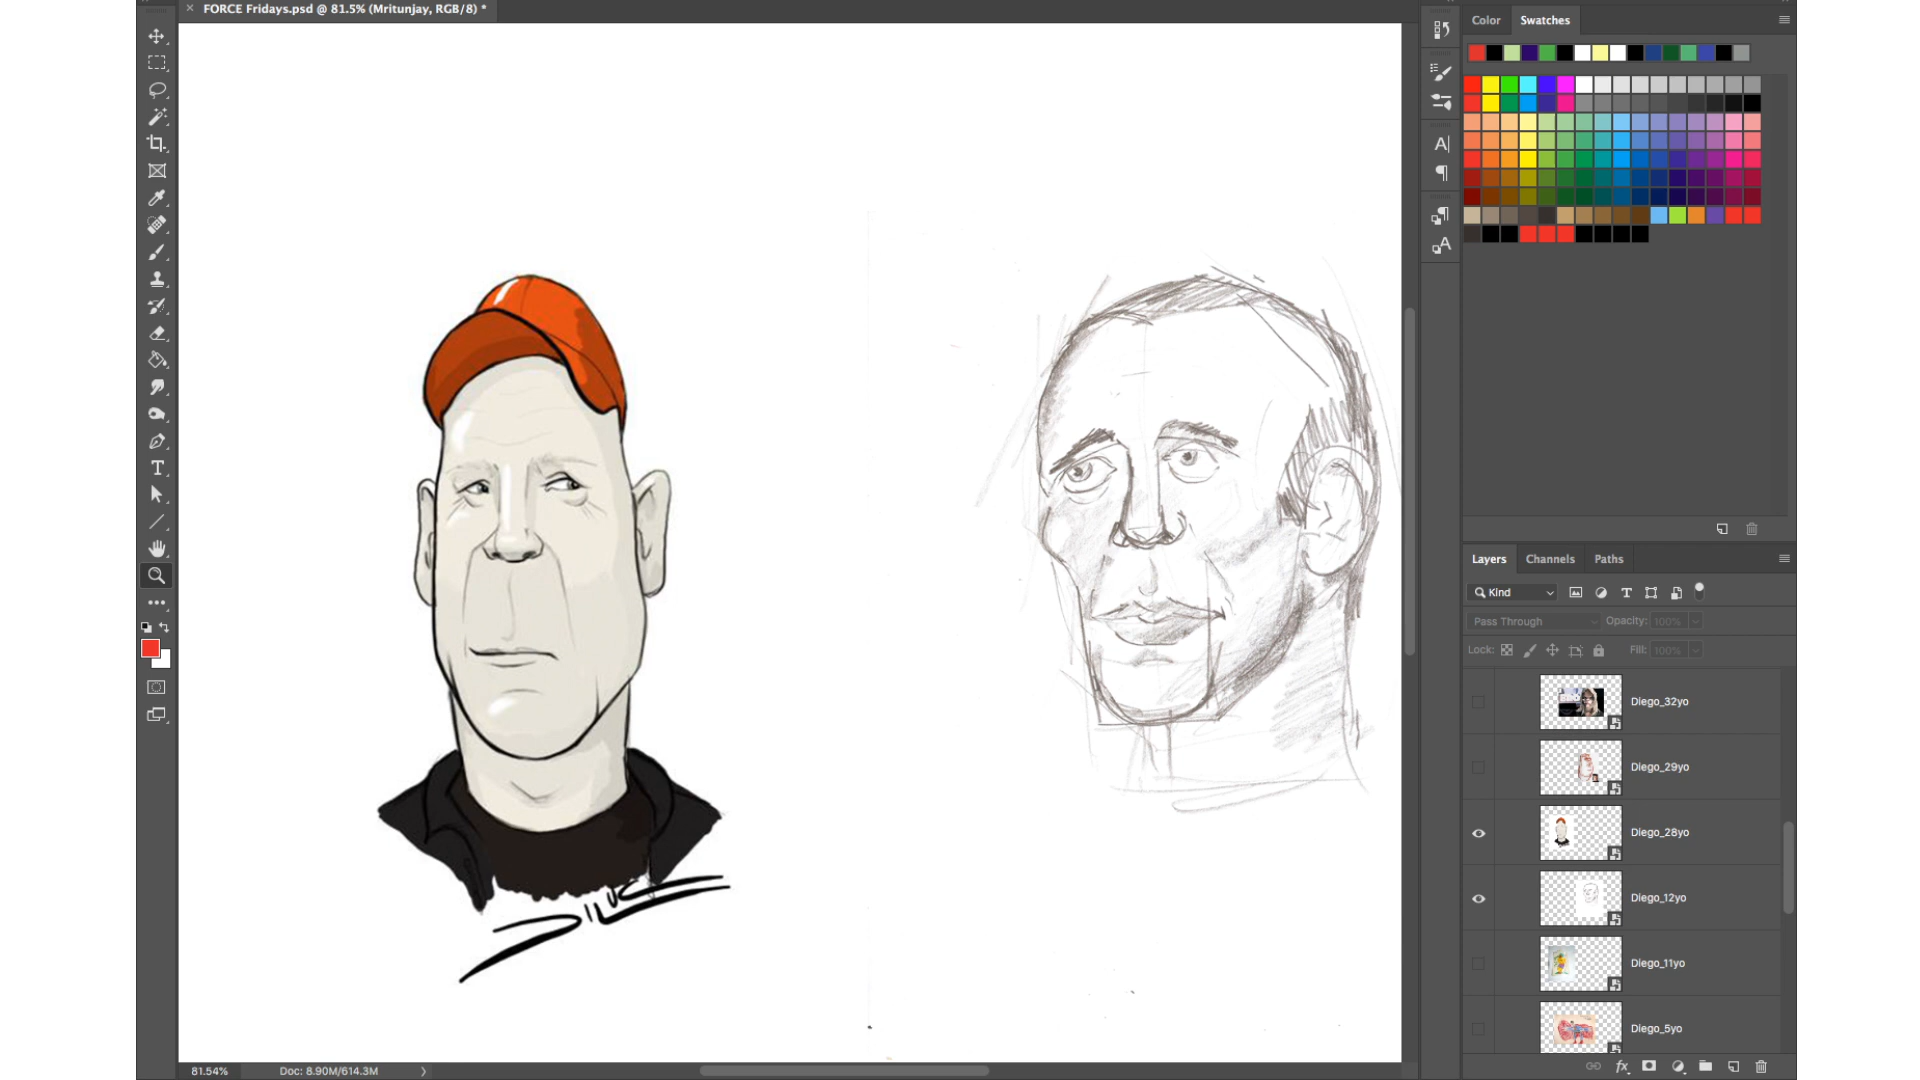 FORCE Fridays.psd @ 81.5% (Mritunjay, RGB/8) *
Color
Swatches
Layers
Channels
Paths
Kind
Pass Through
Opacity: 100%
Lock:
Fill: 100%
Diego_32yo
Diego_29yo
Diego_28yo
Diego_12yo
Diego_11yo
Diego_5yo
81.54%
Doc: 8.90M/614.3M